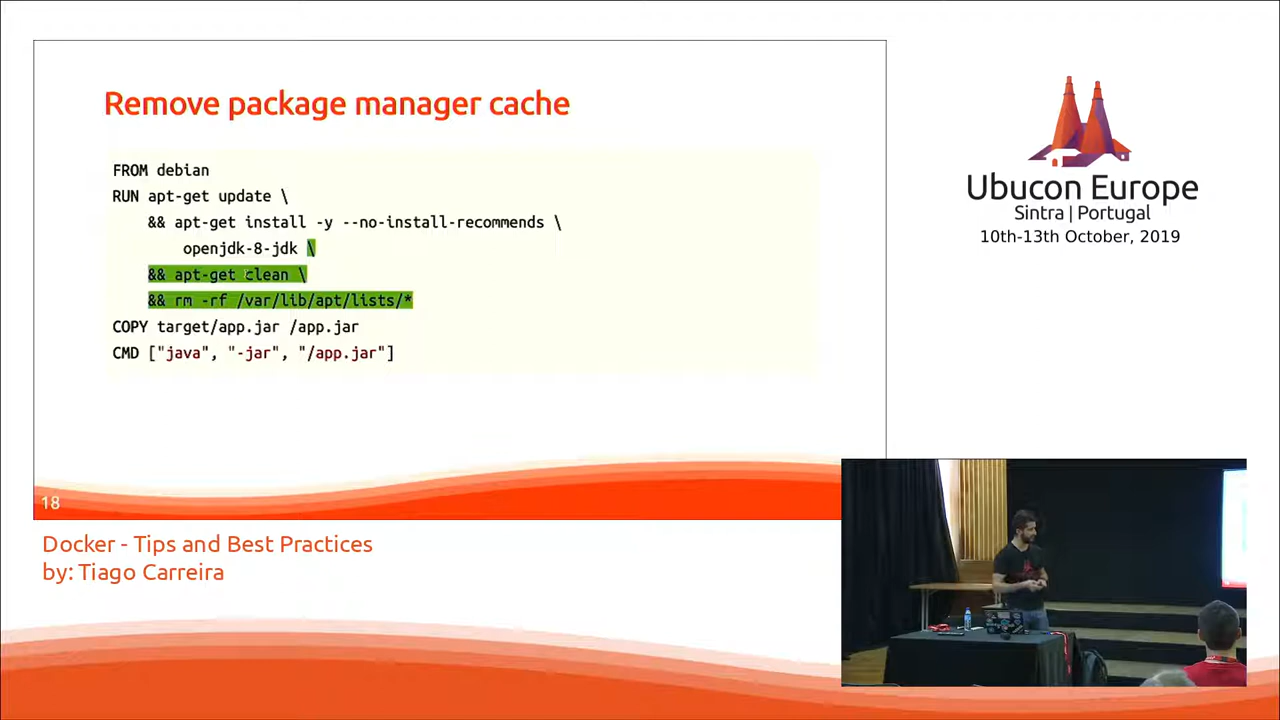 Remove package manager cache
FROM debian
RUN apt-get update \
&& apt-get install -y --no-install-recommends \
openjdk-8-jdk \
&& apt-get clean \
&& rm -rf /var/lib/apt/lists/*
COPY target/app.jar /app.jar
CMD ["java", "-jar", "/app.jar"]
18
Docker - Tips and Best Practices
by: Tiago Carreira
Ubucon Europe
Sintra | Portugal
10th-13th October, 2019